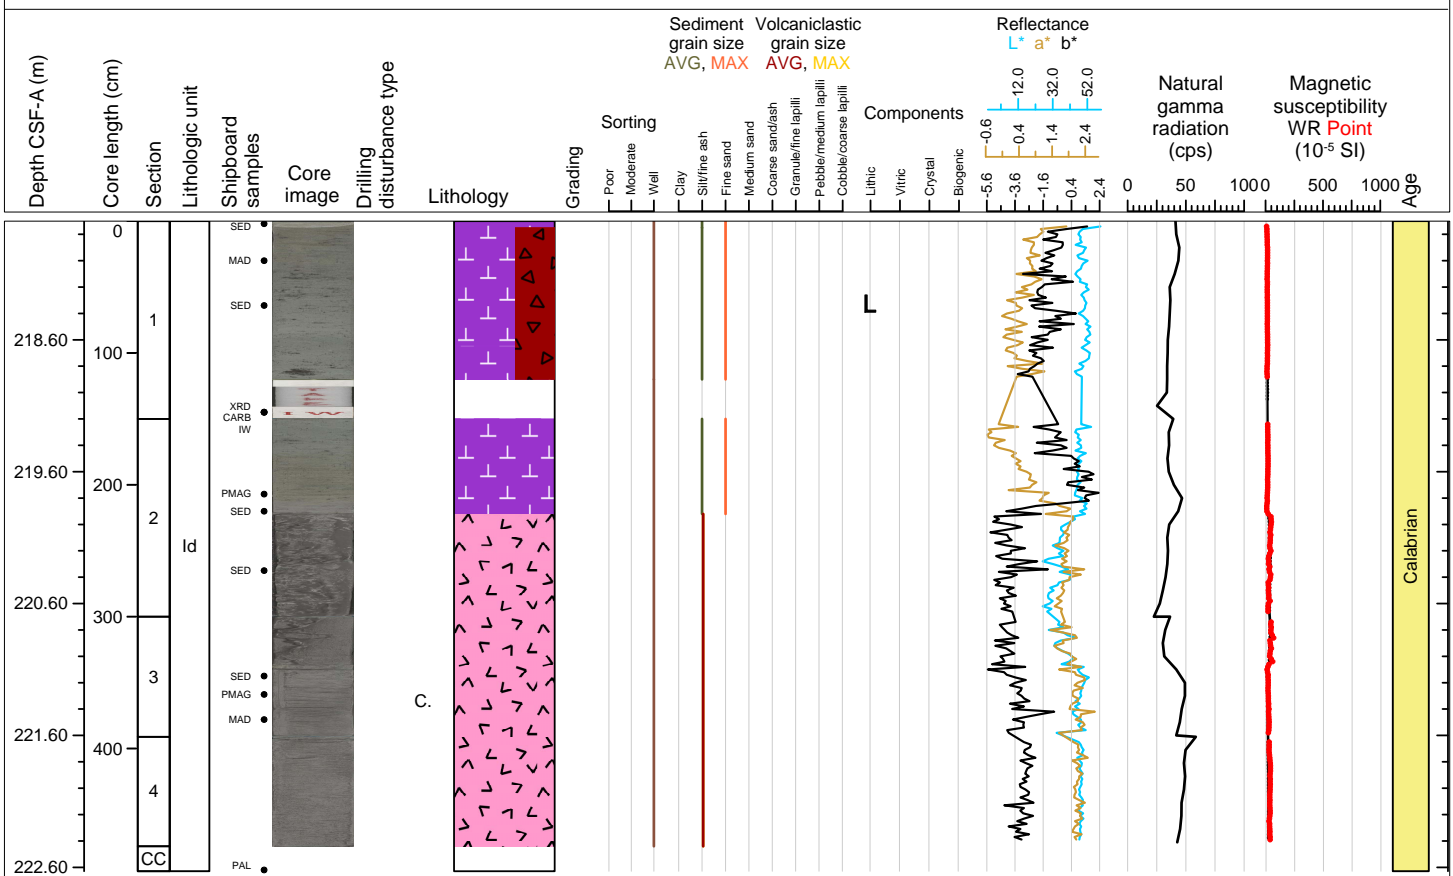 Depth CSF-A (m)
Core length (cm)
Section
Lithologic unit
Shipboard
samples
Core
image
Drilling
disturbance type
Lithology
Grading
Sorting
Poor
Moderate
Well
Sediment
grain size
AVG, MAX
Volcaniclastic
grain size
AVG, MAX
Clay
Silt/fine ash
Fine sand
Medium sand
Coarse sand/ash
Granule//fine lapilli
Pebble/medium lapilli
Cobble/coarse lapilli
Components
Lithic
Vitric
Crystal
Biogenic
Reflectance
L* a* b*
12.0 32.0 52.0
-0.6 0.4 1.4 2.4
-5.6 -3.6 -1.6 0.4 2.4
Natural
gamma
radiation
(cps)
0 50 100
Magnetic
susceptibility
WR Point
(10-5 SI)
0 500 1000
Age
0
SED
MAD
SED
L
1
218.60
100
XRD
CARB
IW
219.60
200
PMAG
SED
2
Id
SED
Calabrian
220.60
300
SED
3
PMAG
C.
MAD
221.60
400
4
CC
PAL
222.60